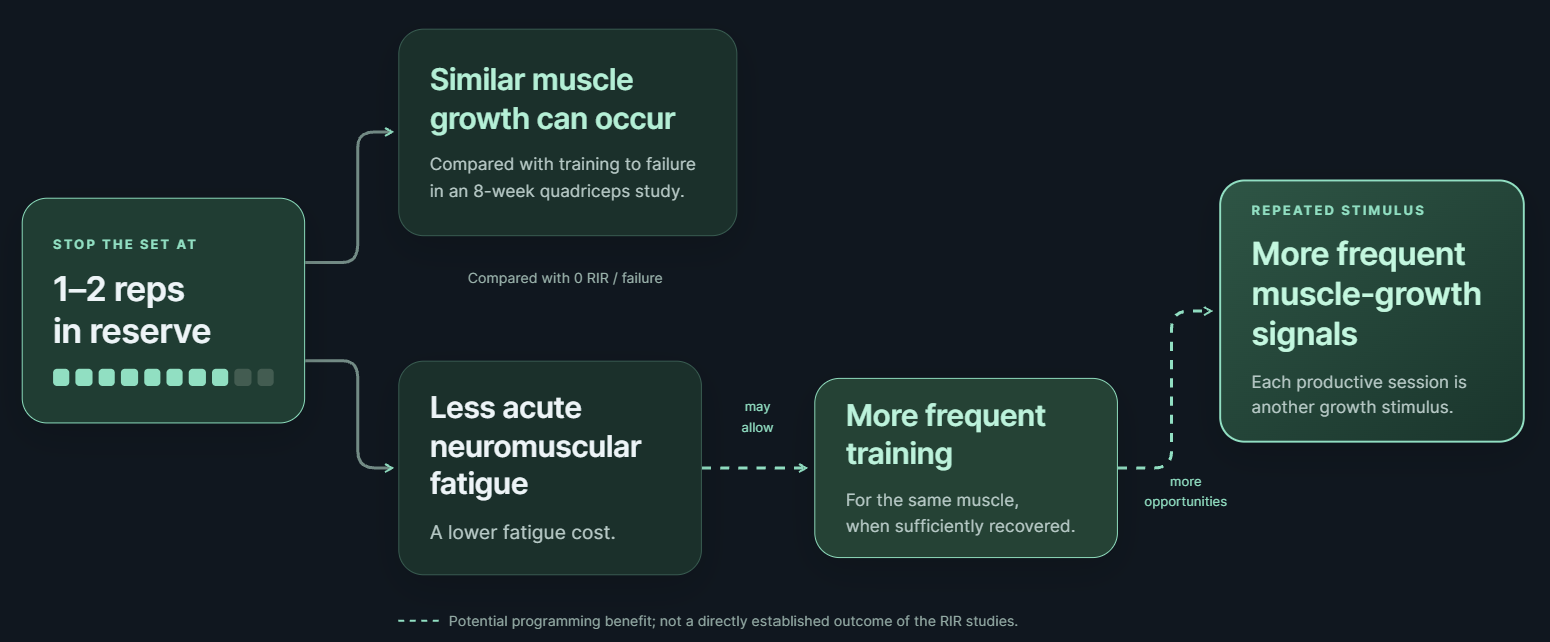 STOP THE SET AT
1–2 reps
in reserve
Similar muscle
growth can occur
Compared with training to failure
in an 8-week quadriceps study.
Compared with 0 RIR / failure
Less acute
neuromuscular
fatigue
A lower fatigue cost.
may
allow
More frequent
training
For the same muscle,
when sufficiently recovered.
more
opportunities
REPEATED STIMULUS
More frequent
muscle-growth
signals
Each productive session is
another growth stimulus.
Potential programming benefit; not a directly established outcome of the RIR studies.